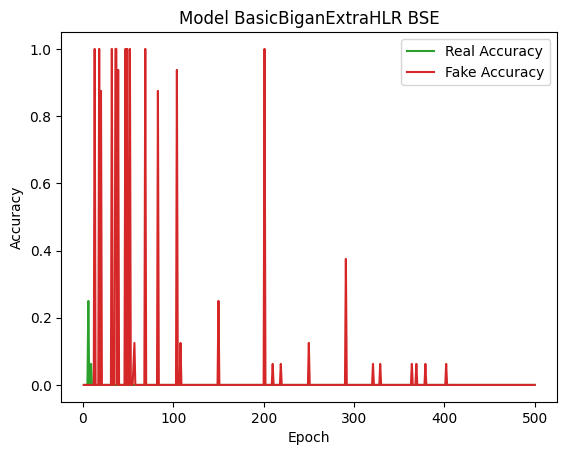 Model BasicBiganExtraHLR BSE
Real Accuracy
Fake Accuracy
Accuracy
1.0
0.8
0.6
0.4
0.2
0.0
0
100
200
300
400
500
Epoch